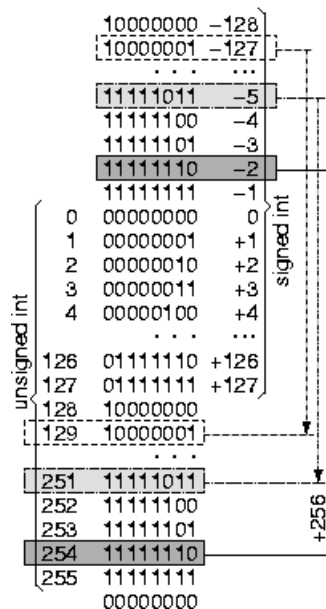 10000000 −128
10000001 −127
. . . ...
11111011 −5
11111100 −4
11111101 −3
11111110 −2
11111111 −1
0 00000000 0
1 00000001 +1
2 00000010 +2
3 00000011 +3
4 00000100 +4
. . . ...
126 01111110 +126
127 01111111 +127
128 10000000
129 10000001
. . .
251 11111011
252 11111100
253 11111101
254 11111110
255 11111111
00000000
unsigned int
signed int
+256